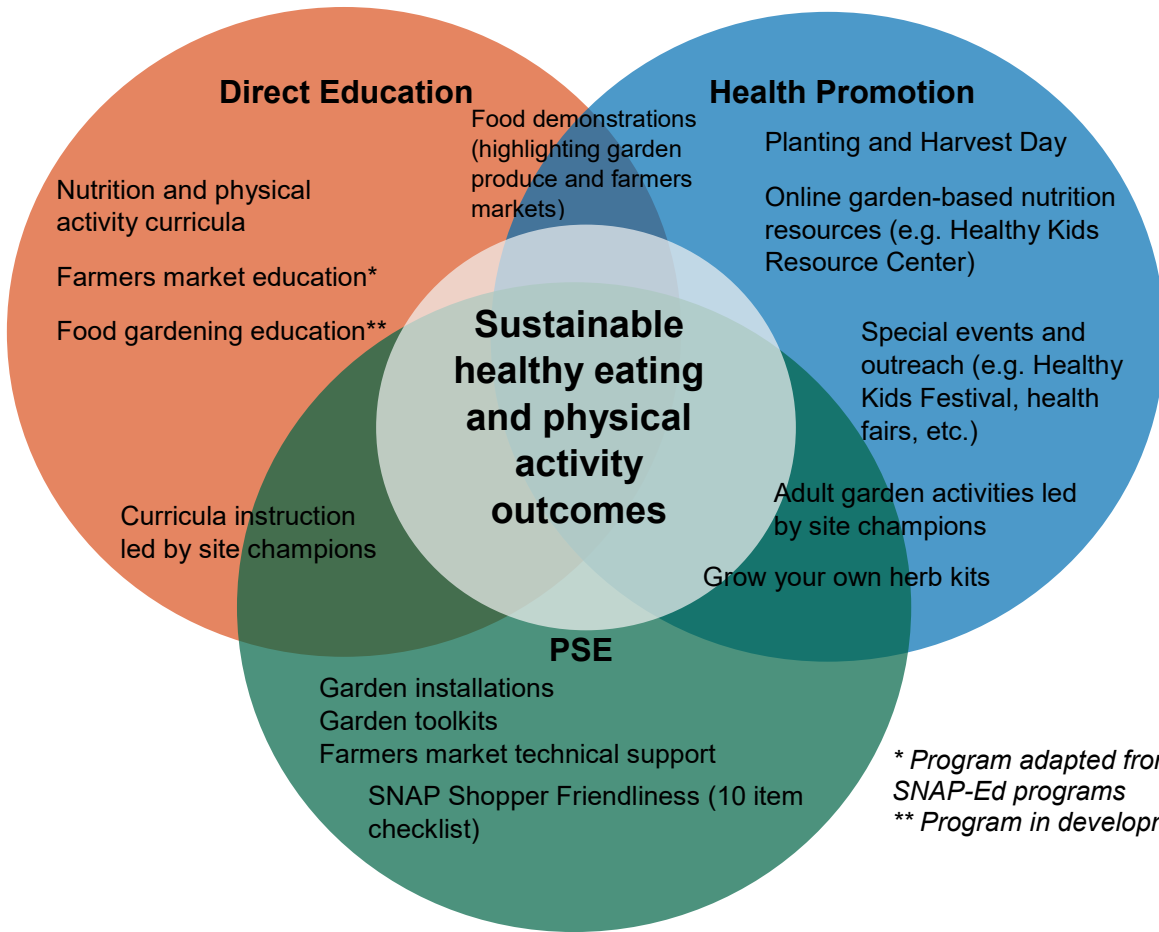 Direct Education
Health Promotion
Food demonstrations
(highlighting garden
produce and farmers
markets)
Planting and Harvest Day
Nutrition and physical
activity curricula
Online garden-based nutrition
resources (e.g. Healthy Kids
Resource Center)
Farmers market education*
Food gardening education**
Sustainable
healthy eating
and physical
activity
outcomes
Special events and
outreach (e.g. Healthy
Kids Festival, health
fairs, etc.)
Curricula instruction
led by site champions
Adult garden activities led
by site champions
Grow your own herb kits
PSE
Garden installations
Garden toolkits
Farmers market technical support
SNAP Shopper Friendliness (10 item
checklist)
* Program adapted from
SNAP-Ed programs
** Program in developm